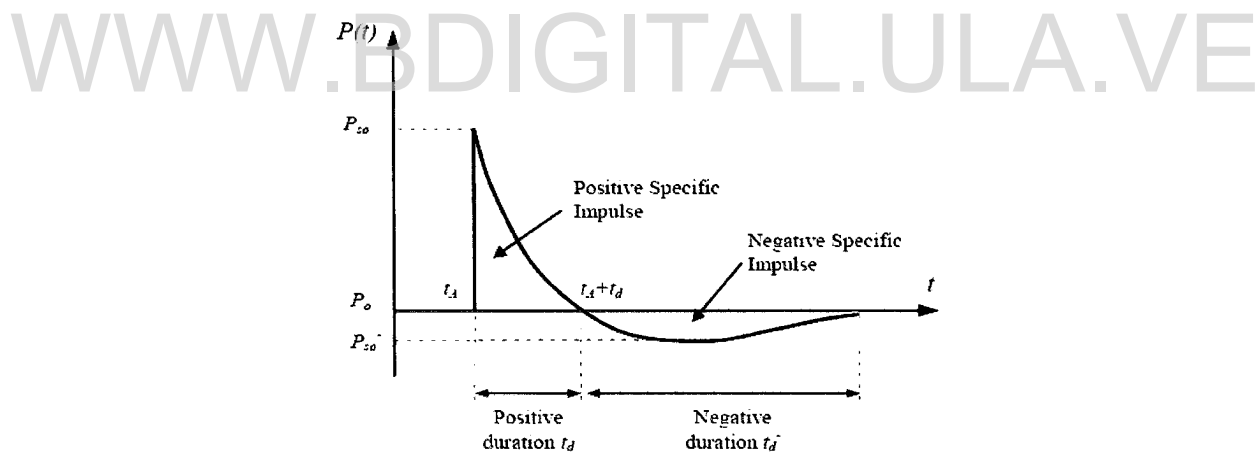 WWW.BDIGITAL.ULA.VE
P(t)
Pso
Positive Specific
Impulse
Negative Specific
Impulse
tA
tA+td
t
Po
Pso-
Positive
duration td
Negative
duration td-